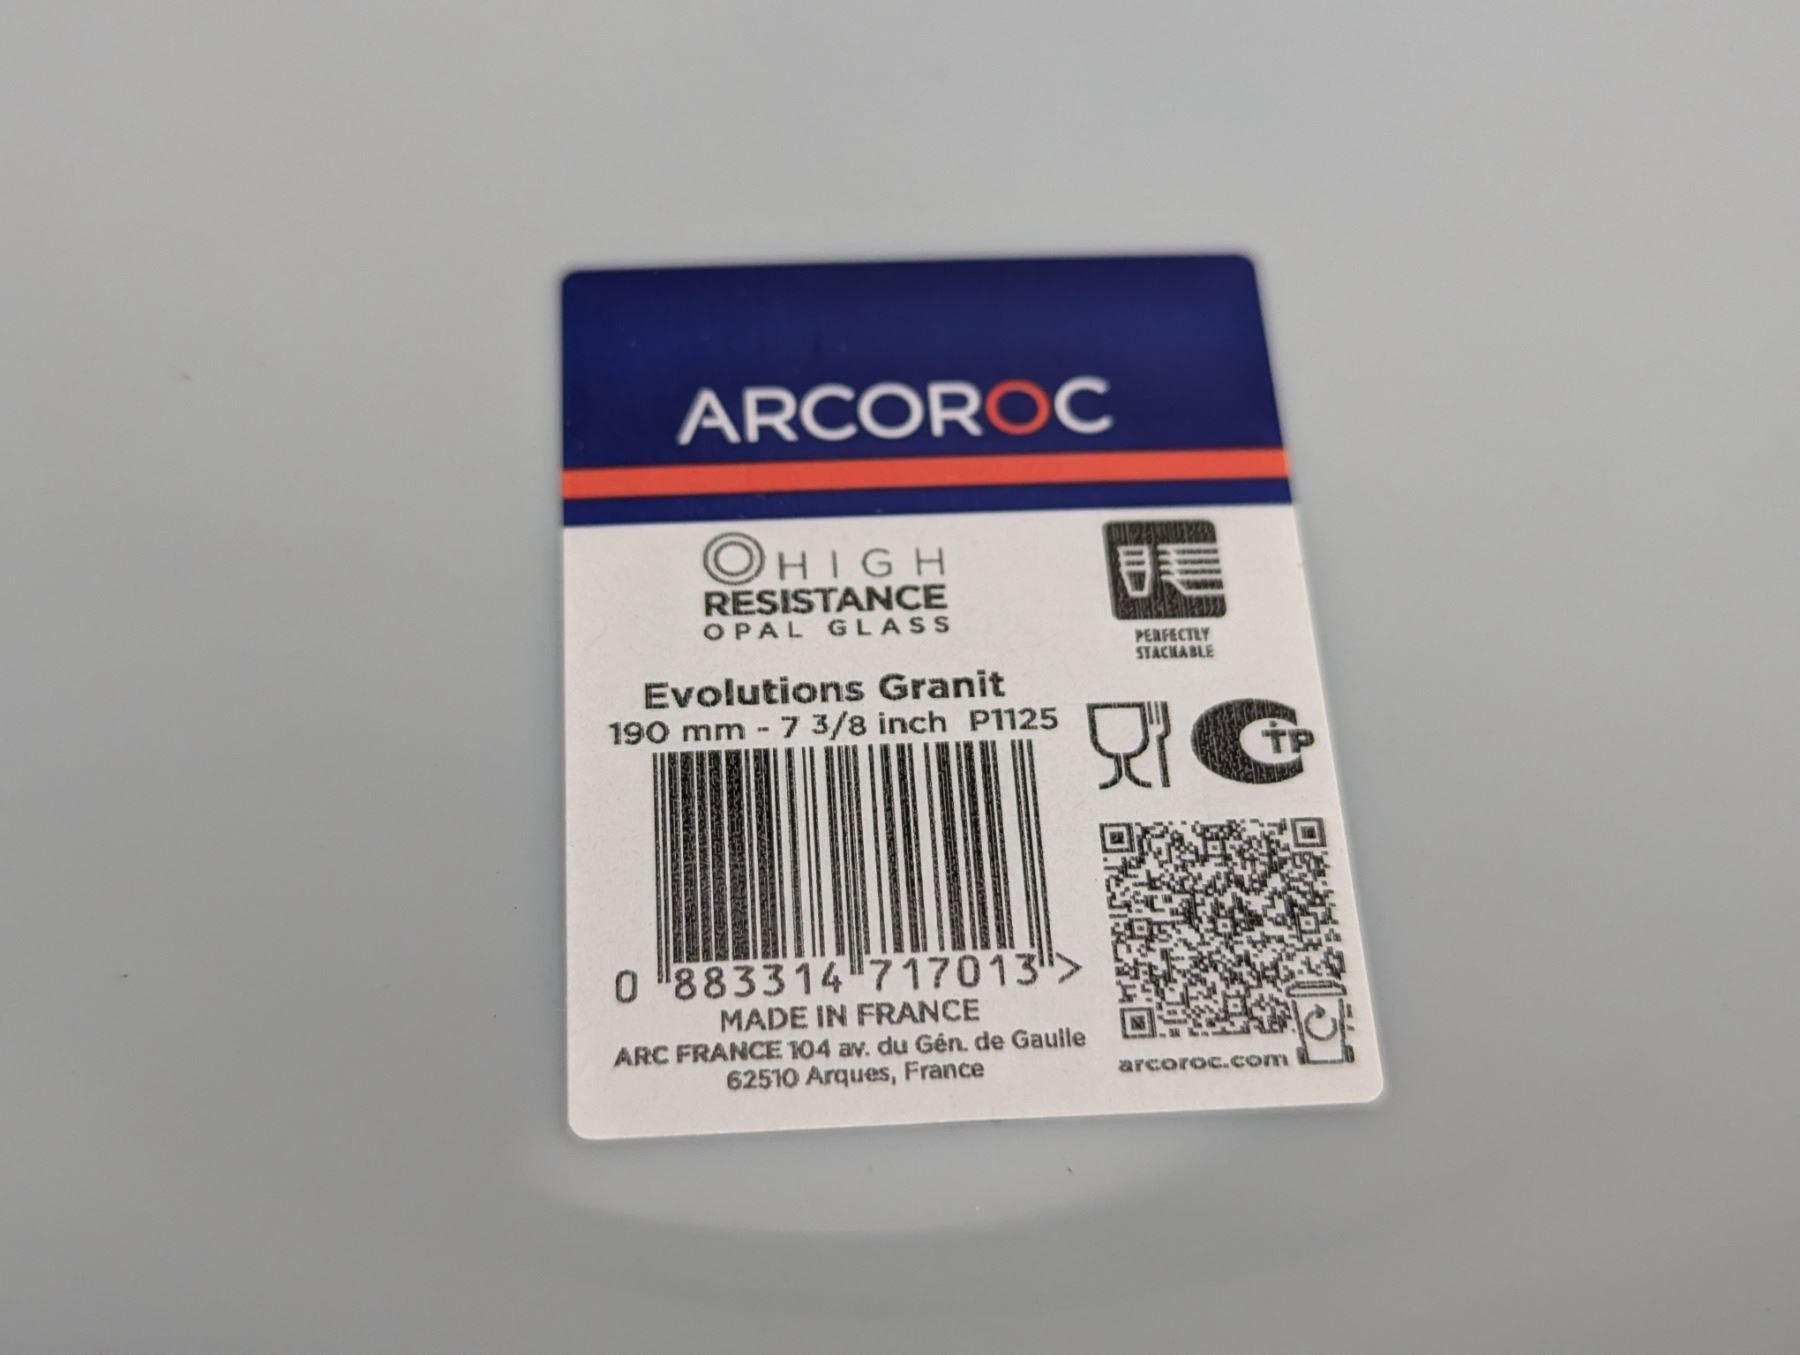 ARCOROC
HIGH
RESISTANCE
OPAL GLASS
PERFECTLY
STACKABLE
Evolutions Granit
190 mm - 7 3/8 inch P1125
TP
0 883314 717013 >
MADE IN FRANCE
ARC FRANCE 104 av. du Gén. de Gaulle
62510 Arques, France
arcoroc.com